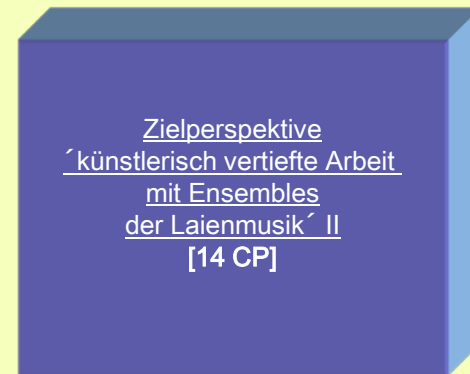 Zielperspektive
´künstlerisch vertiefte Arbeit
mit Ensembles
der Laienmusik´ II
[14 CP]